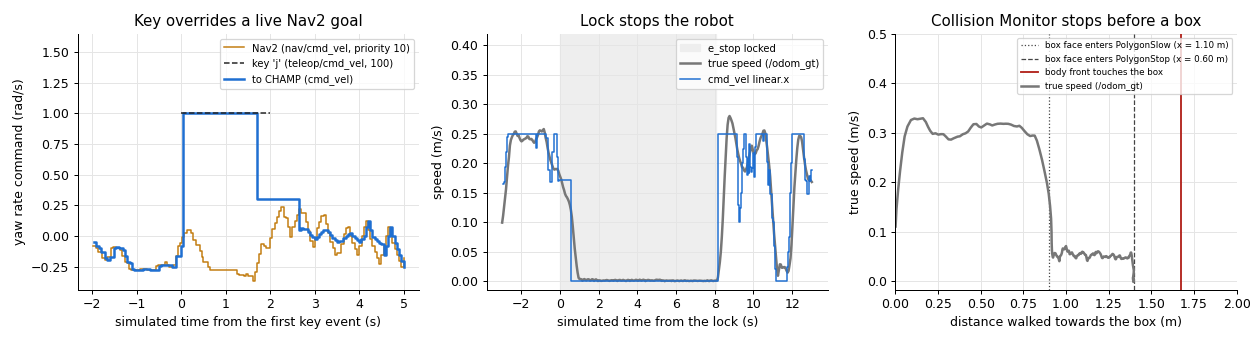 Key overrides a live Nav2 goal
yaw rate command (rad/s)
1.50
1.25
1.00
0.75
0.50
0.25
0.00
−0.25
Nav2 (nav/cmd_vel, priority 10)
key 'j' (teleop/cmd_vel, 100)
to CHAMP (cmd_vel)
−2 −1 0 1 2 3 4 5
simulated time from the first key event (s)
Lock stops the robot
speed (m/s)
0.40
0.35
0.30
0.25
0.20
0.15
0.10
0.05
0.00
e_stop locked
true speed (/odom_gt)
cmd_vel linear.x
−2 0 2 4 6 8 10 12
simulated time from the lock (s)
Collision Monitor stops before a box
true speed (m/s)
0.5
0.4
0.3
0.2
0.1
0.0
box face enters PolygonSlow (x = 1.10 m)
box face enters PolygonStop (x = 0.60 m)
body front touches the box
true speed (/odom_gt)
0.00 0.25 0.50 0.75 1.00 1.25 1.50 1.75 2.00
distance walked towards the box (m)